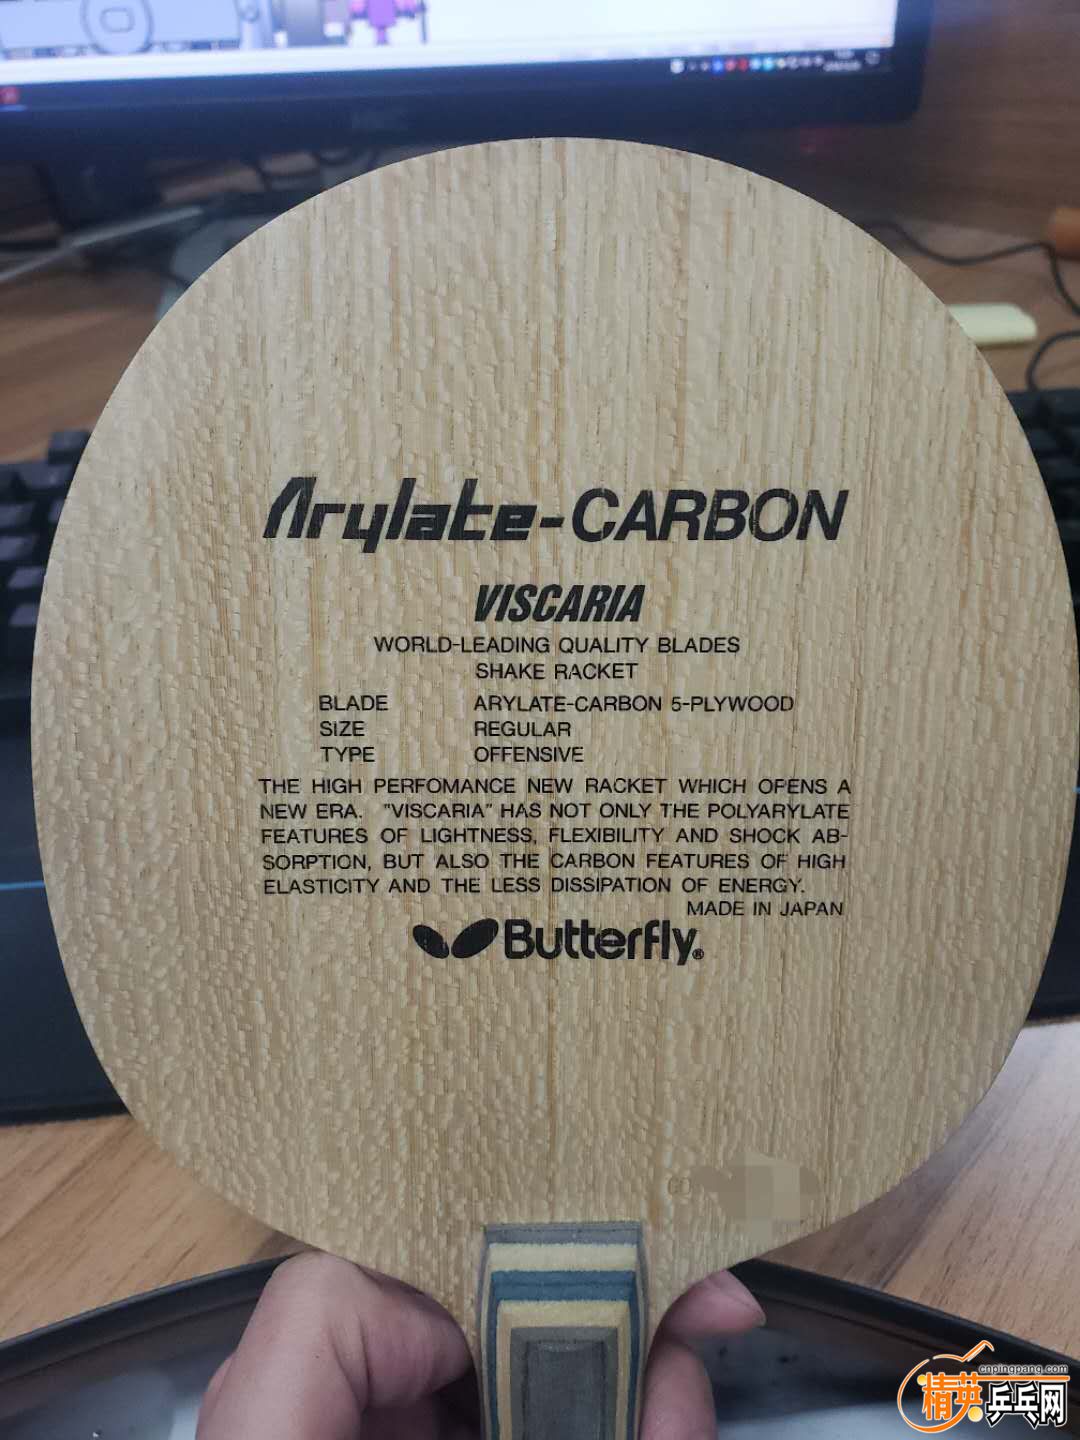 Arylate-CARBON
VISCARIA
WORLD-LEADING QUALITY BLADES
SHAKE RACKET
BLADE ARYLATE-CARBON 5-PLYWOOD
SIZE REGULAR
TYPE OFFENSIVE
THE HIGH PERFOMANCE NEW RACKET WHICH OPENS A
NEW ERA. "VISCARIA" HAS NOT ONLY THE POLYARYLATE
FEATURES OF LIGHTNESS, FLEXIBILITY AND SHOCK AB-
SORPTION, BUT ALSO THE CARBON FEATURES OF HIGH
ELASTICITY AND THE LESS DISSIPATION OF ENERGY.
MADE IN JAPAN
Butterfly®
cnpingpang.com
精英乒乓网